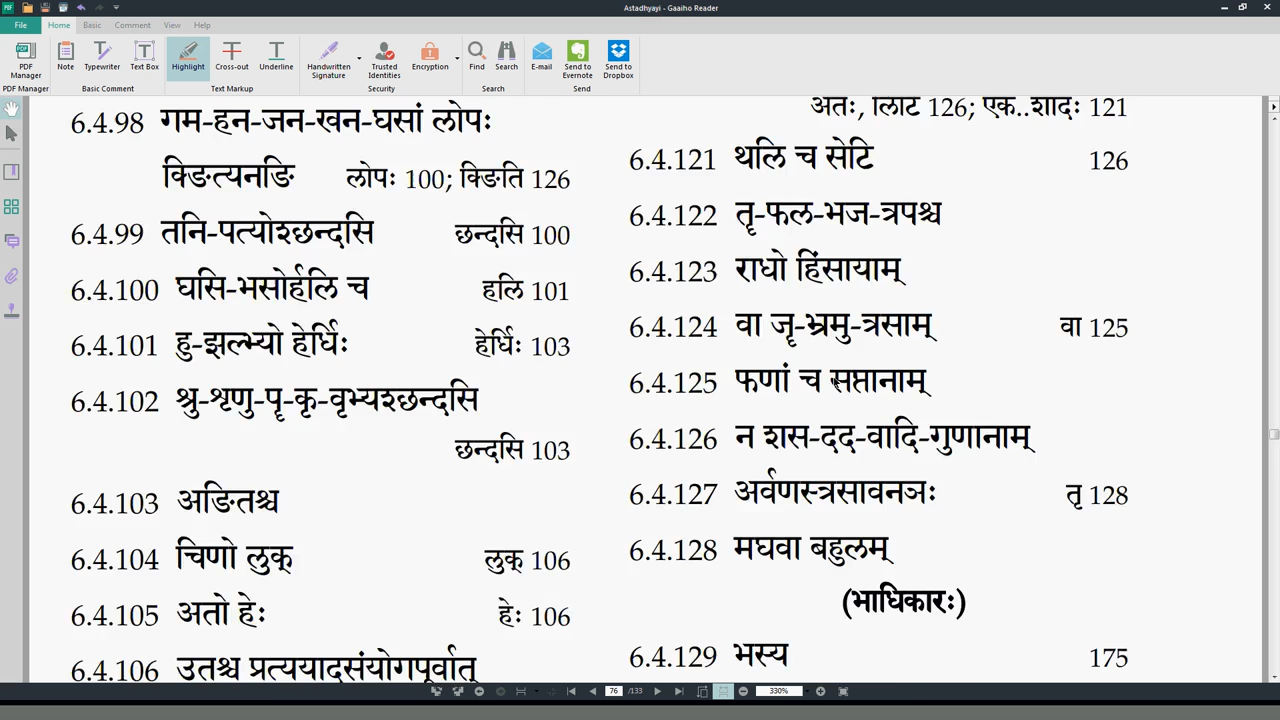 Astadhyayi - Gaaiho Reader
File Home Basic Comment View Help
PDF Manager Note Typewriter Text Box Highlight Cross-out Underline Handwritten Signature Trusted Identities Encryption Find Search E-mail Send to Evernote Send to Dropbox
PDF Manager Basic Comment Text Markup Security Search Send
6.4.98 गम-हन-जन-खन-घसां लोपः
क्ङित्यनङि लोपः 100; क्ङिति 126
6.4.99 तनि-पत्योश्छन्दसि छन्दसि 100
6.4.100 घसि-भसोर्हलि च हलि 101
6.4.101 हु-झल्भ्यो हेर्धिः हेर्धिः 103
6.4.102 श्रु-शृणु-पॄ-कृ-वृभ्यश्छन्दसि
छन्दसि 103
6.4.103 अङितश्च
6.4.104 चिणो लुक् लुक् 106
6.4.105 अतो हेः हेः 106
6.4.106 उतश्च प्रत्ययादसंयोगपूर्वात्
अतः, लिटि 126; एक..शादेः 121
6.4.121 थलि च सेटि 126
6.4.122 तॄ-फल-भज-त्रपश्च
6.4.123 राधो हिंसायाम्
6.4.124 वा जॄ-भ्रमु-त्रसाम् वा 125
6.4.125 फणां च सप्तानाम्
6.4.126 न शस-दद-वादि-गुणानाम्
6.4.127 अर्वणस्त्रसावनञः तृ 128
6.4.128 मघवा बहुलम्
(भाधिकारः)
6.4.129 भस्य 175
76 /133 330%